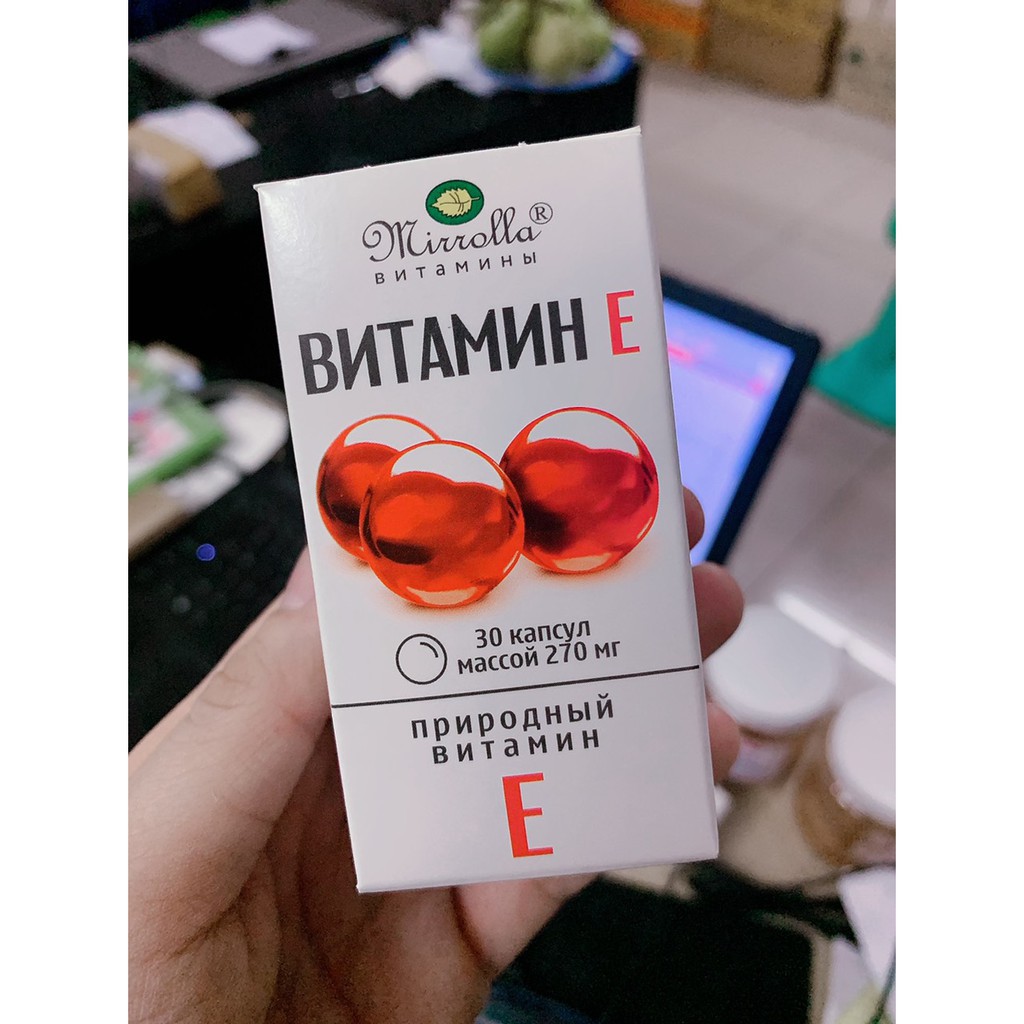 Mirrolla®
витамины
ВИТАМИН E
30 капсул
массой 270 мг
природный
витамин
E